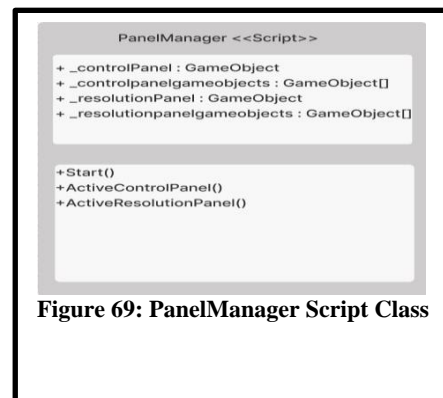 PanelManager <<Script>>
+ _controlPanel : GameObject
+ _controlpanelgameobjects : GameObject[]
+ _resolutionPanel : GameObject
+ _resolutionpanelgameobjects : GameObject[]
+Start()
+ActiveControlPanel()
+ActiveResolutionPanel()
Figure 69: PanelManager Script Class